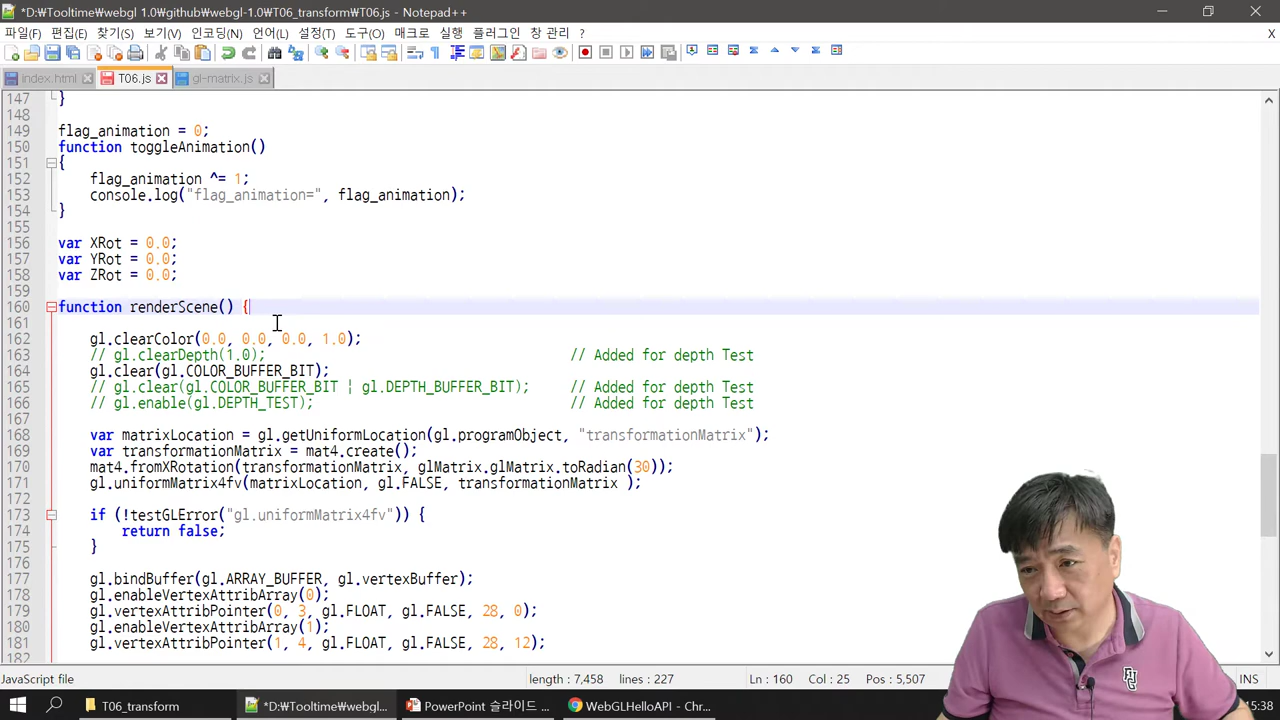 *D:₩Tooltime₩webgl 1.0₩github₩webgl-1.0₩T06_transform₩T06.js - Notepad++
파일(F) 편집(E) 찾기(S) 보기(V) 인코딩(N) 언어(L) 설정(T) 도구(O) 매크로 실행 플러그인 창 관리 ? X
index.html T06.js gl-matrix.js
147 }
148
149 flag_animation = 0;
150 function toggleAnimation()
151 {
152 flag_animation ^= 1;
153 console.log("flag_animation=", flag_animation);
154 }
155
156 var XRot = 0.0;
157 var YRot = 0.0;
158 var ZRot = 0.0;
159
160 function renderScene() {
161
162 gl.clearColor(0.0, 0.0, 0.0, 1.0);
163 // gl.clearDepth(1.0); // Added for depth Test
164 gl.clear(gl.COLOR_BUFFER_BIT);
165 // gl.clear(gl.COLOR_BUFFER_BIT | gl.DEPTH_BUFFER_BIT); // Added for depth Test
166 // gl.enable(gl.DEPTH_TEST); // Added for depth Test
167
168 var matrixLocation = gl.getUniformLocation(gl.programObject, "transformationMatrix");
169 var transformationMatrix = mat4.create();
170 mat4.fromXRotation(transformationMatrix, glMatrix.glMatrix.toRadian(30));
171 gl.uniformMatrix4fv(matrixLocation, gl.FALSE, transformationMatrix );
172
173 if (!testGLError("gl.uniformMatrix4fv")) {
174 return false;
175 }
176
177 gl.bindBuffer(gl.ARRAY_BUFFER, gl.vertexBuffer);
178 gl.enableVertexAttribArray(0);
179 gl.vertexAttribPointer(0, 3, gl.FLOAT, gl.FALSE, 28, 0);
180 gl.enableVertexAttribArray(1);
181 gl.vertexAttribPointer(1, 4, gl.FLOAT, gl.FALSE, 28, 12);
182
JavaScript file length : 7,458 lines : 227 Ln : 160 Col : 25 Pos : 5,507 INS
T06_transform *D:₩Tooltime₩webgl... PowerPoint 슬라이드 ... WebGLHelloAPI - Chr... 15:38